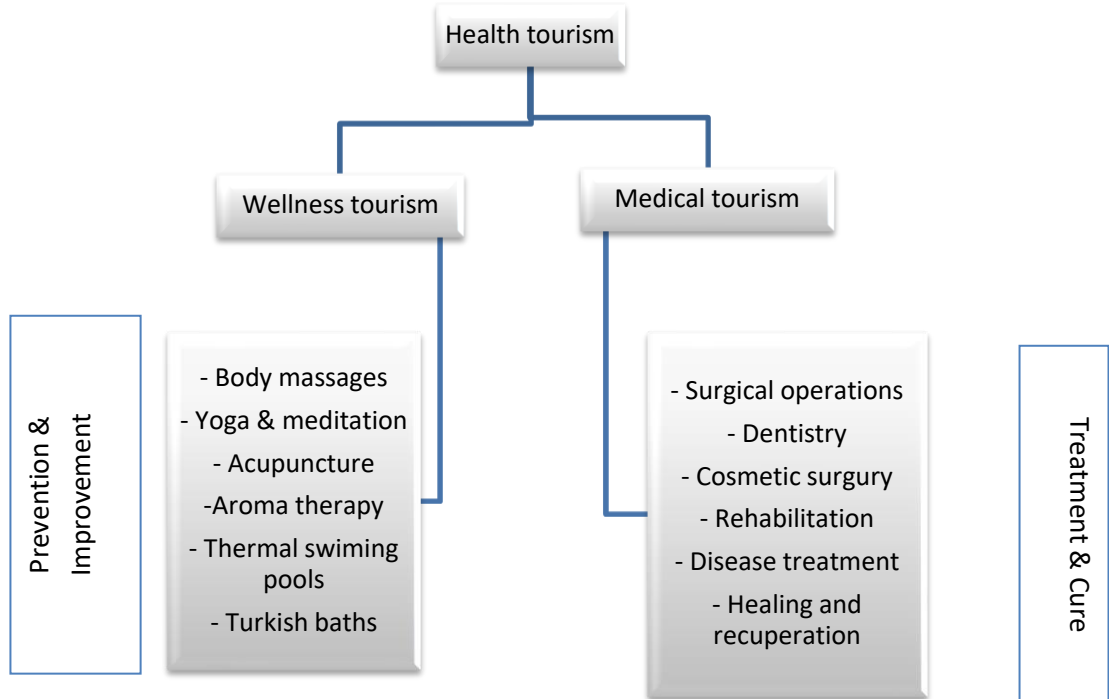 Health tourism
Wellness tourism
Medical tourism
Prevention &
Improvement
- Body massages
- Yoga & meditation
- Acupuncture
-Aroma therapy
- Thermal swiming
pools
- Turkish baths
- Surgical operations
- Dentistry
- Cosmetic surgury
- Rehabilitation
- Disease treatment
- Healing and
recuperation
Treatment & Cure